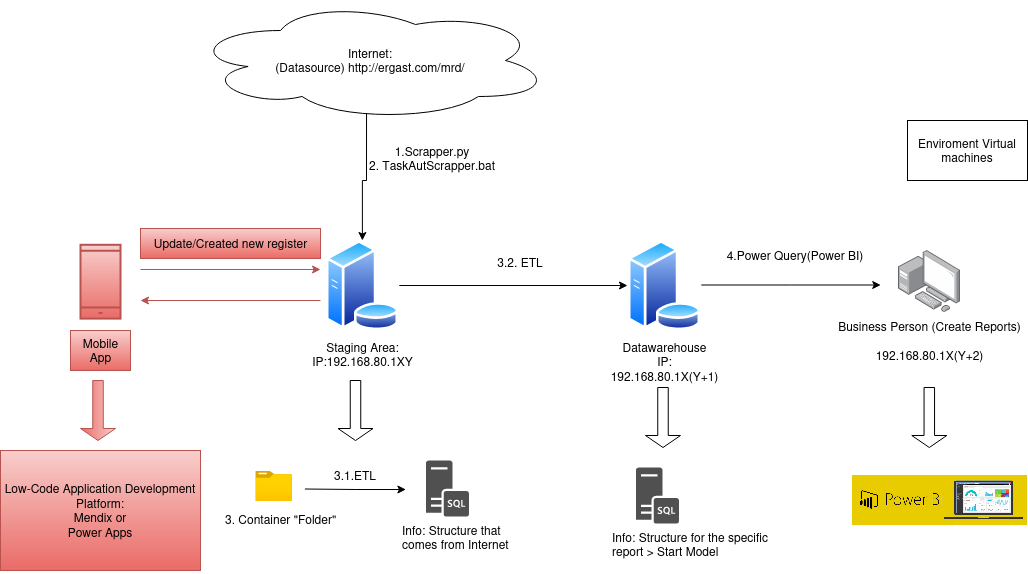 Internet:
(Datasource) http://ergast.com/mrd/
1.Scrapper.py
2. TaskAutScrapper.bat
Enviroment Virtual
machines
Update/Created new register
3.2. ETL
4.Power Query(Power BI)
Mobile
App
Staging Area:
IP:192.168.80.1XY
Datawarehouse
IP:
192.168.80.1X(Y+1)
Business Person (Create Reports)
192.168.80.1X(Y+2)
Low-Code Application Development
Platform:
Mendix or
Power Apps
3. Container "Folder"
3.1.ETL
SQL
Info: Structure that
comes from Internet
SQL
Info: Structure for the specific
report > Start Model
Power B